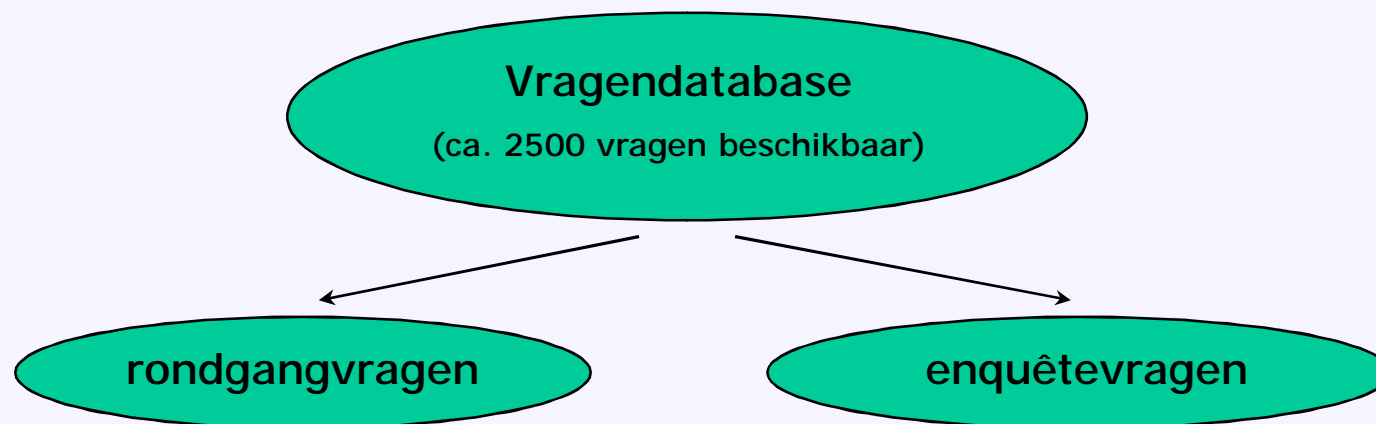 Vragendatabase
(ca. 2500 vragen beschikbaar)
rondgangvragen
enquêtevragen